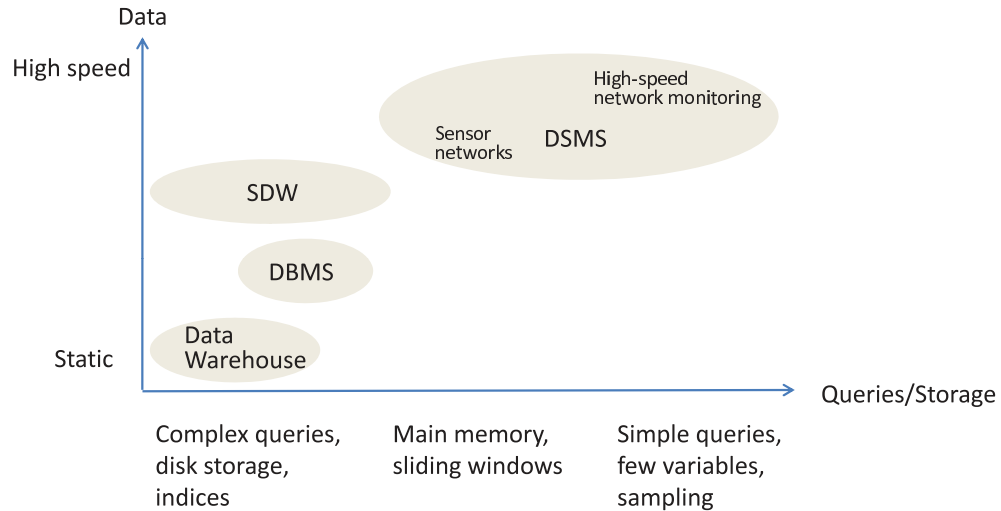 Data
High speed
High-speed
network monitoring
Sensor
networks
DSMS
SDW
DBMS
Data
Warehouse
Static
Queries/Storage
Complex queries,
disk storage,
indices
Main memory,
sliding windows
Simple queries,
few variables,
sampling